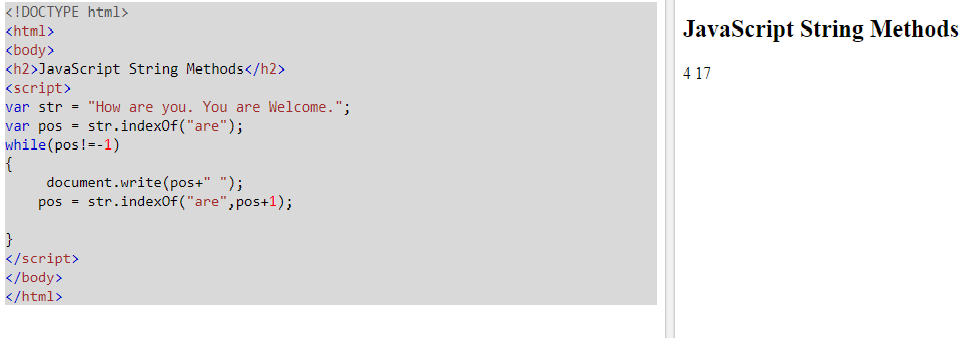 <!DOCTYPE html>
<html>
<body>
<h2>JavaScript String Methods</h2>
<script>
var str = "How are you. You are Welcome.";
var pos = str.indexOf("are");
while(pos!=-1)
{
     document.write(pos+" ");
    pos = str.indexOf("are",pos+1);
}
</script>
</body>
</html>
JavaScript String Methods
4 17